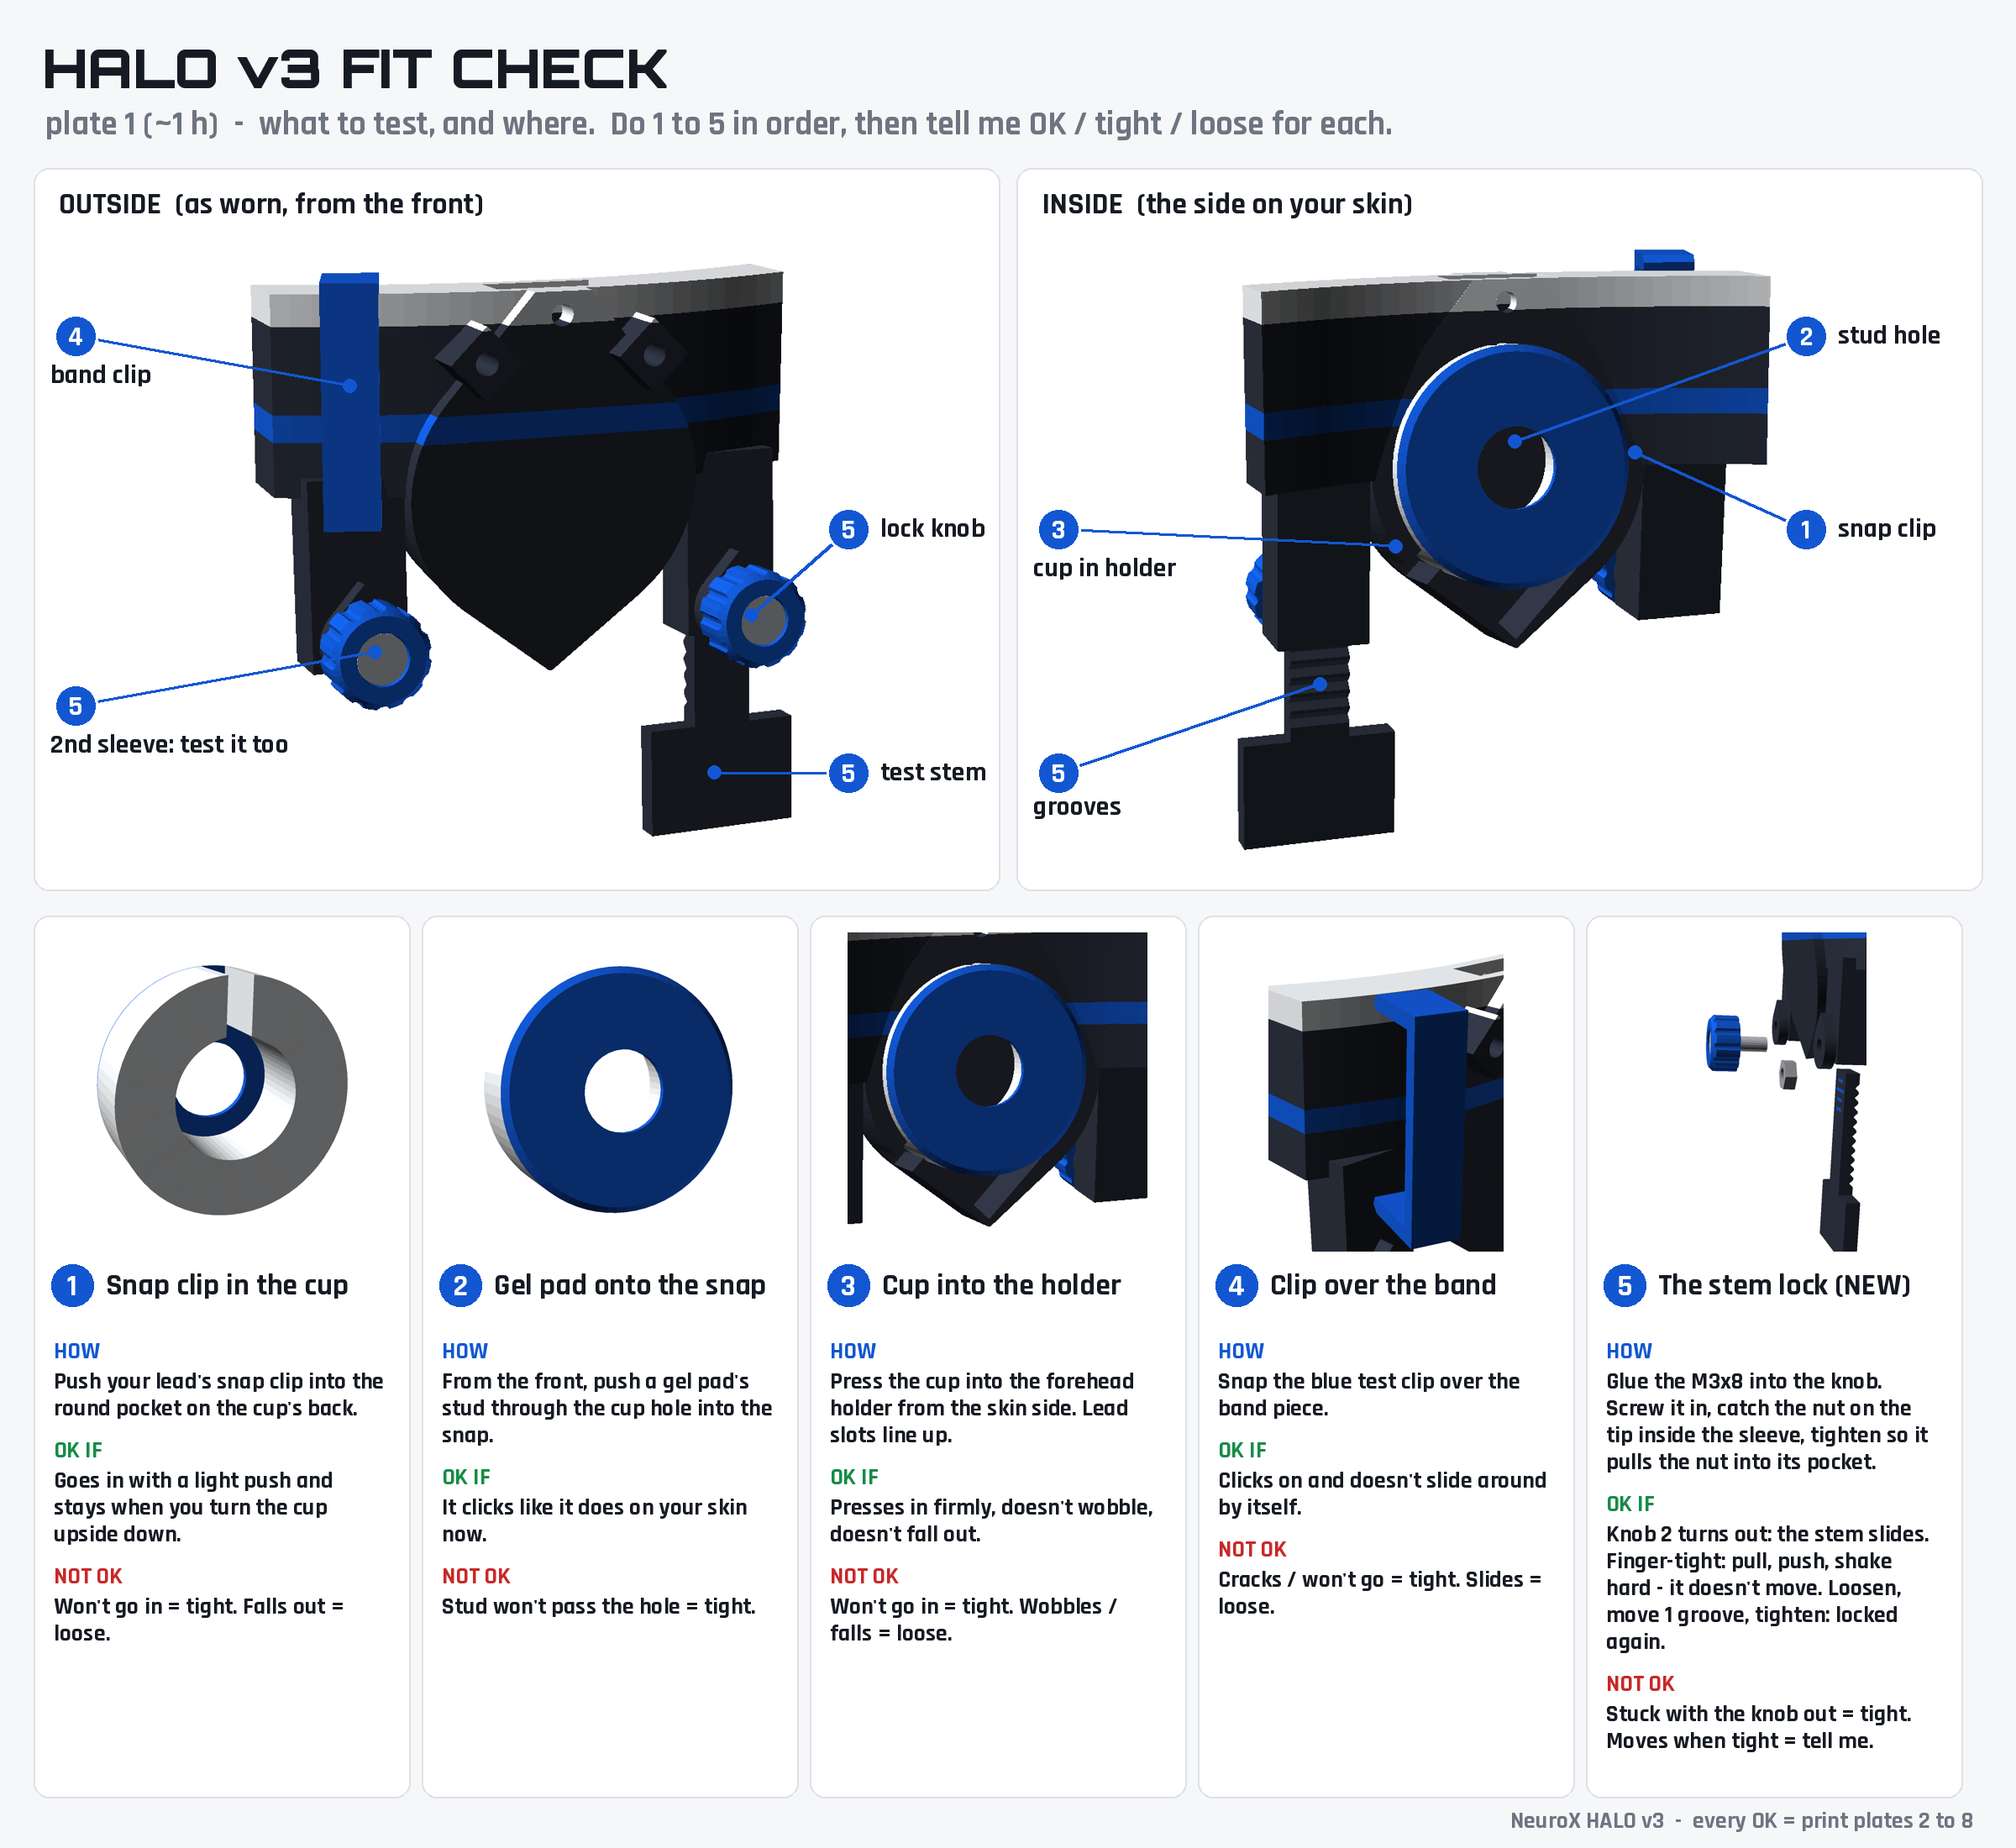 HALO v3 FIT CHECK
plate 1 (~1 h)  -  what to test, and where.  Do 1 to 5 in order, then tell me OK / tight / loose for each.
OUTSIDE  (as worn, from the front)
4
band clip
5 lock knob
5
2nd sleeve: test it too
5 test stem
INSIDE  (the side on your skin)
2 stud hole
3
cup in holder
1 snap clip
5
grooves
1 Snap clip in the cup
HOW
Push your lead's snap clip into the
round pocket on the cup's back.
OK IF
Goes in with a light push and
stays when you turn the cup
upside down.
NOT OK
Won't go in = tight. Falls out =
loose.
2 Gel pad onto the snap
HOW
From the front, push a gel pad's
stud through the cup hole into the
snap.
OK IF
It clicks like it does on your skin
now.
NOT OK
Stud won't pass the hole = tight.
3 Cup into the holder
HOW
Press the cup into the forehead
holder from the skin side. Lead
slots line up.
OK IF
Presses in firmly, doesn't wobble,
doesn't fall out.
NOT OK
Won't go in = tight. Wobbles /
falls = loose.
4 Clip over the band
HOW
Snap the blue test clip over the
band piece.
OK IF
Clicks on and doesn't slide around
by itself.
NOT OK
Cracks / won't go = tight. Slides =
loose.
5 The stem lock (NEW)
HOW
Glue the M3x8 into the knob.
Screw it in, catch the nut on the
tip inside the sleeve, tighten so it
pulls the nut into its pocket.
OK IF
Knob 2 turns out: the stem slides.
Finger-tight: pull, push, shake
hard - it doesn't move. Loosen,
move 1 groove, tighten: locked
again.
NOT OK
Stuck with the knob out = tight.
Moves when tight = tell me.
NeuroX HALO v3  -  every OK = print plates 2 to 8